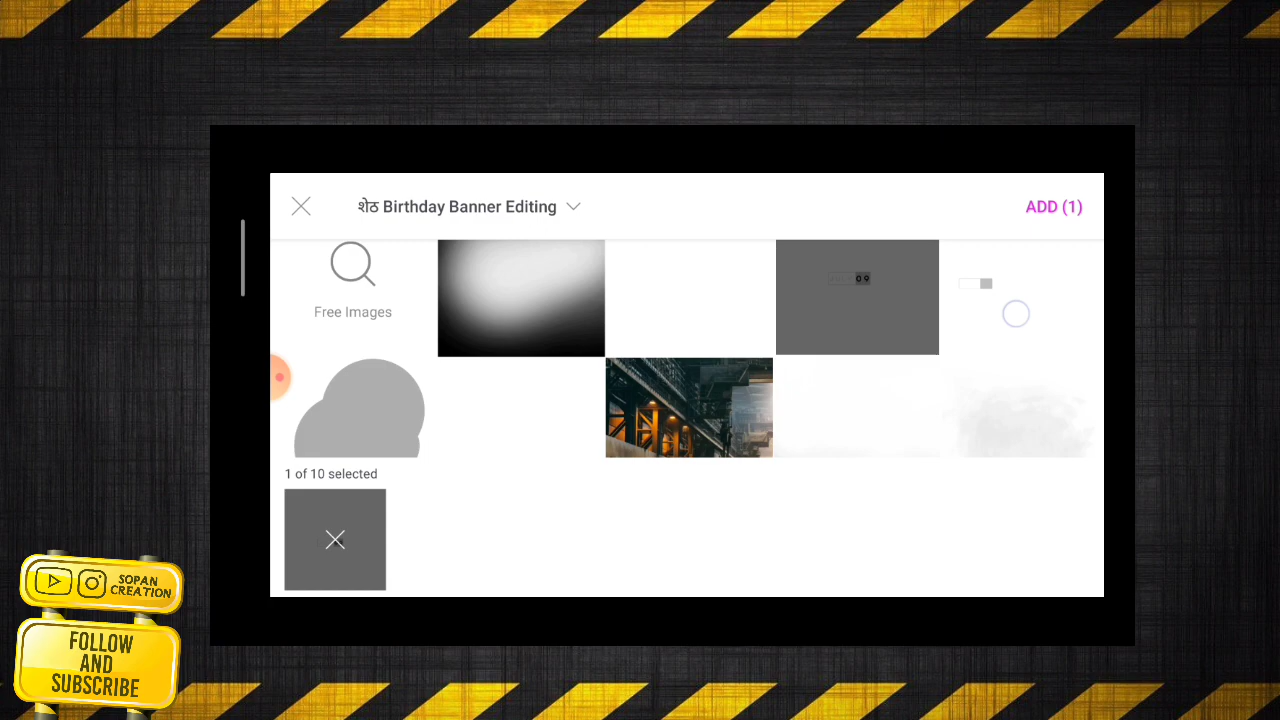 शेठ Birthday Banner Editing
ADD (1)
Free Images
1 of 10 selected
SOPAN
CREATION
FOLLOW
AND
SUBSCRIBE